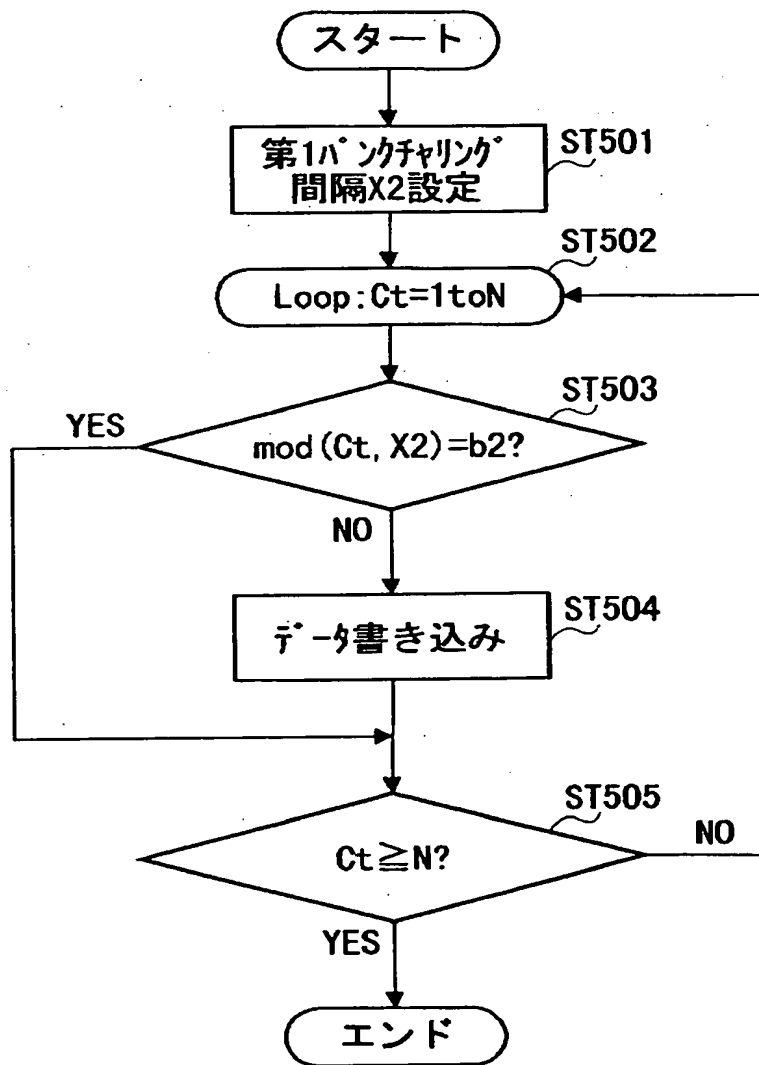 スタート
第1パンクチャリング
間隔X2設定
ST501
ST502
Loop:Ct=1toN
ST503
YES
mod(Ct,X2)=b2?
NO
ST504
データ書き込み
ST505
NO
Ct≧N?
YES
エンド